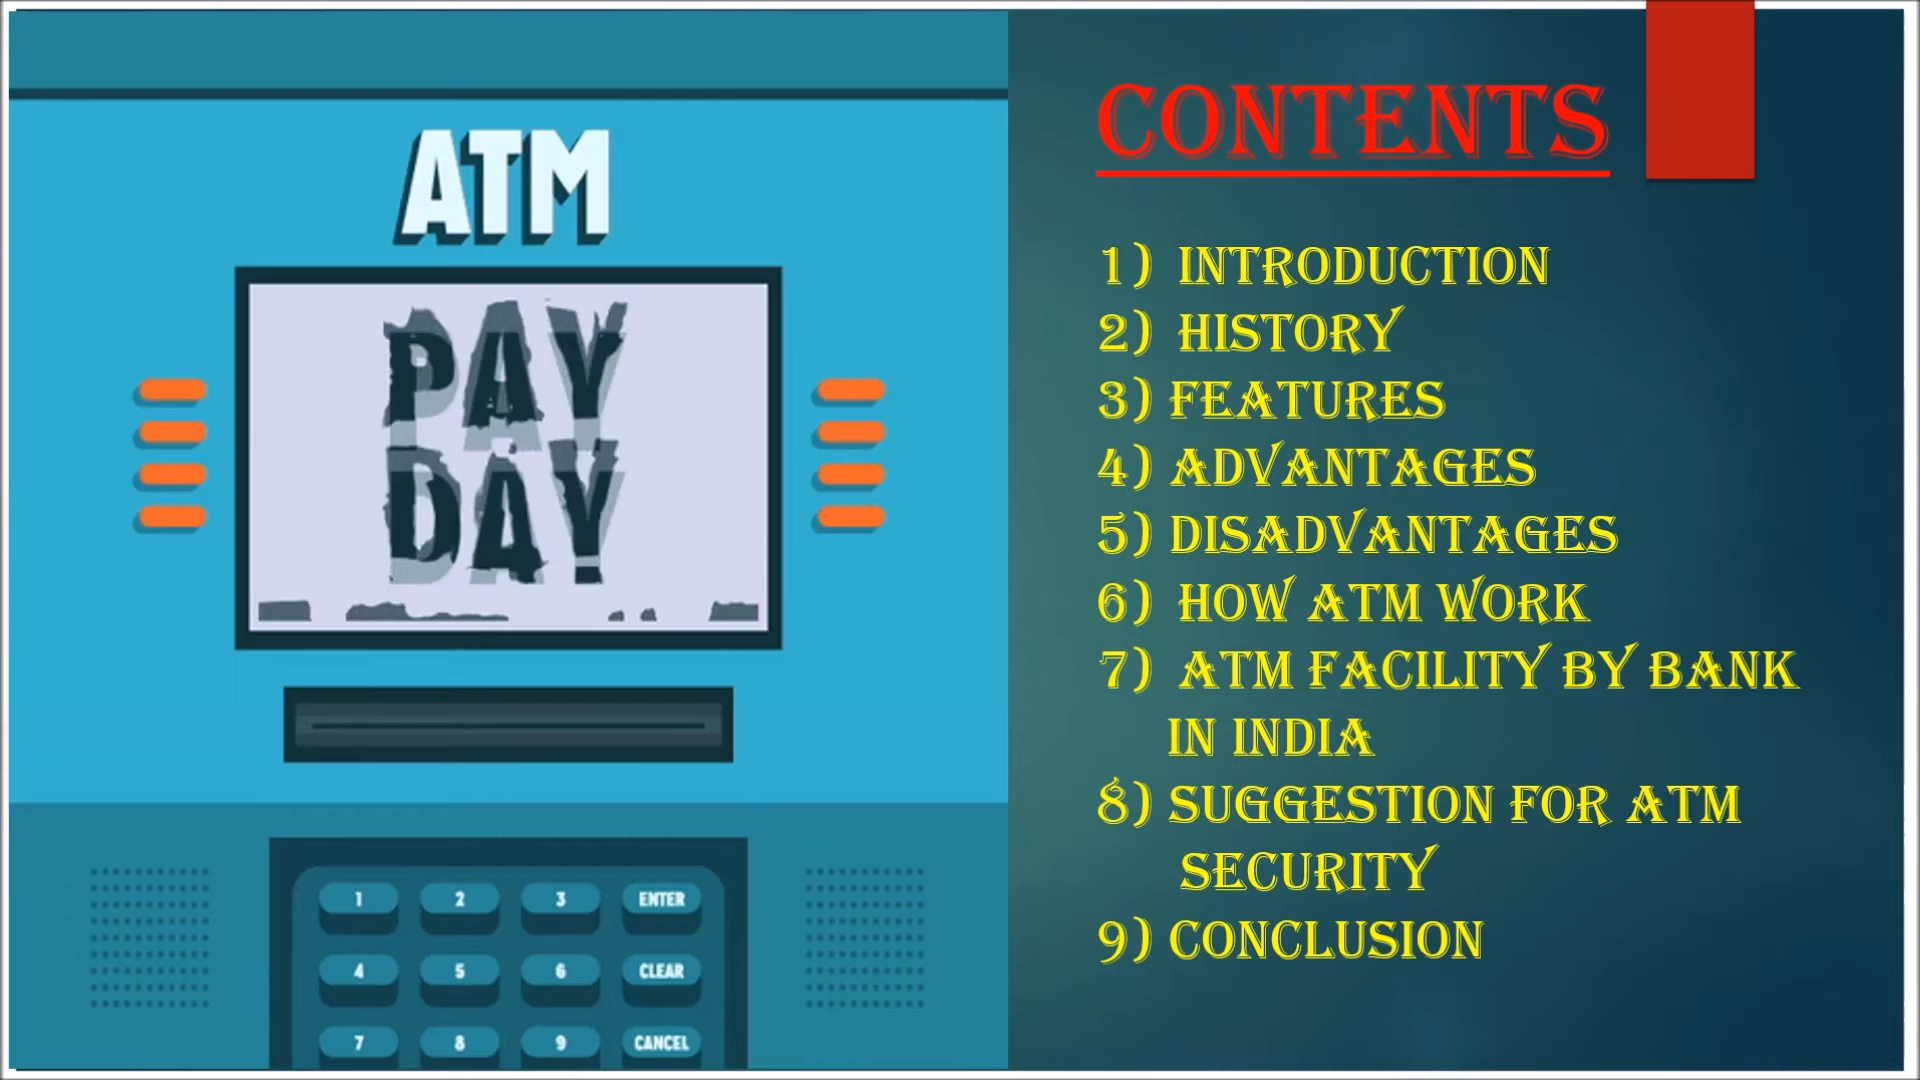 ATM
PAY
DAY
1 2 3 ENTER
4 5 6 CLEAR
7 8 9 CANCEL
CONTENTS
1) INTRODUCTION
2) HISTORY
3) FEATURES
4) ADVANTAGES
5) DISADVANTAGES
6) HOW ATM WORK
7) ATM FACILITY BY BANK
IN INDIA
8) SUGGESTION FOR ATM
SECURITY
9) CONCLUSION